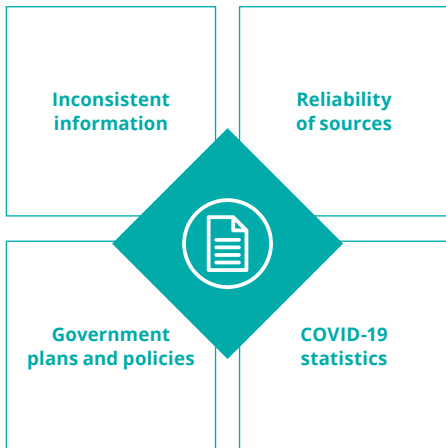 Inconsistent
information
Reliability
of sources
Government
plans and policies
COVID-19
statistics